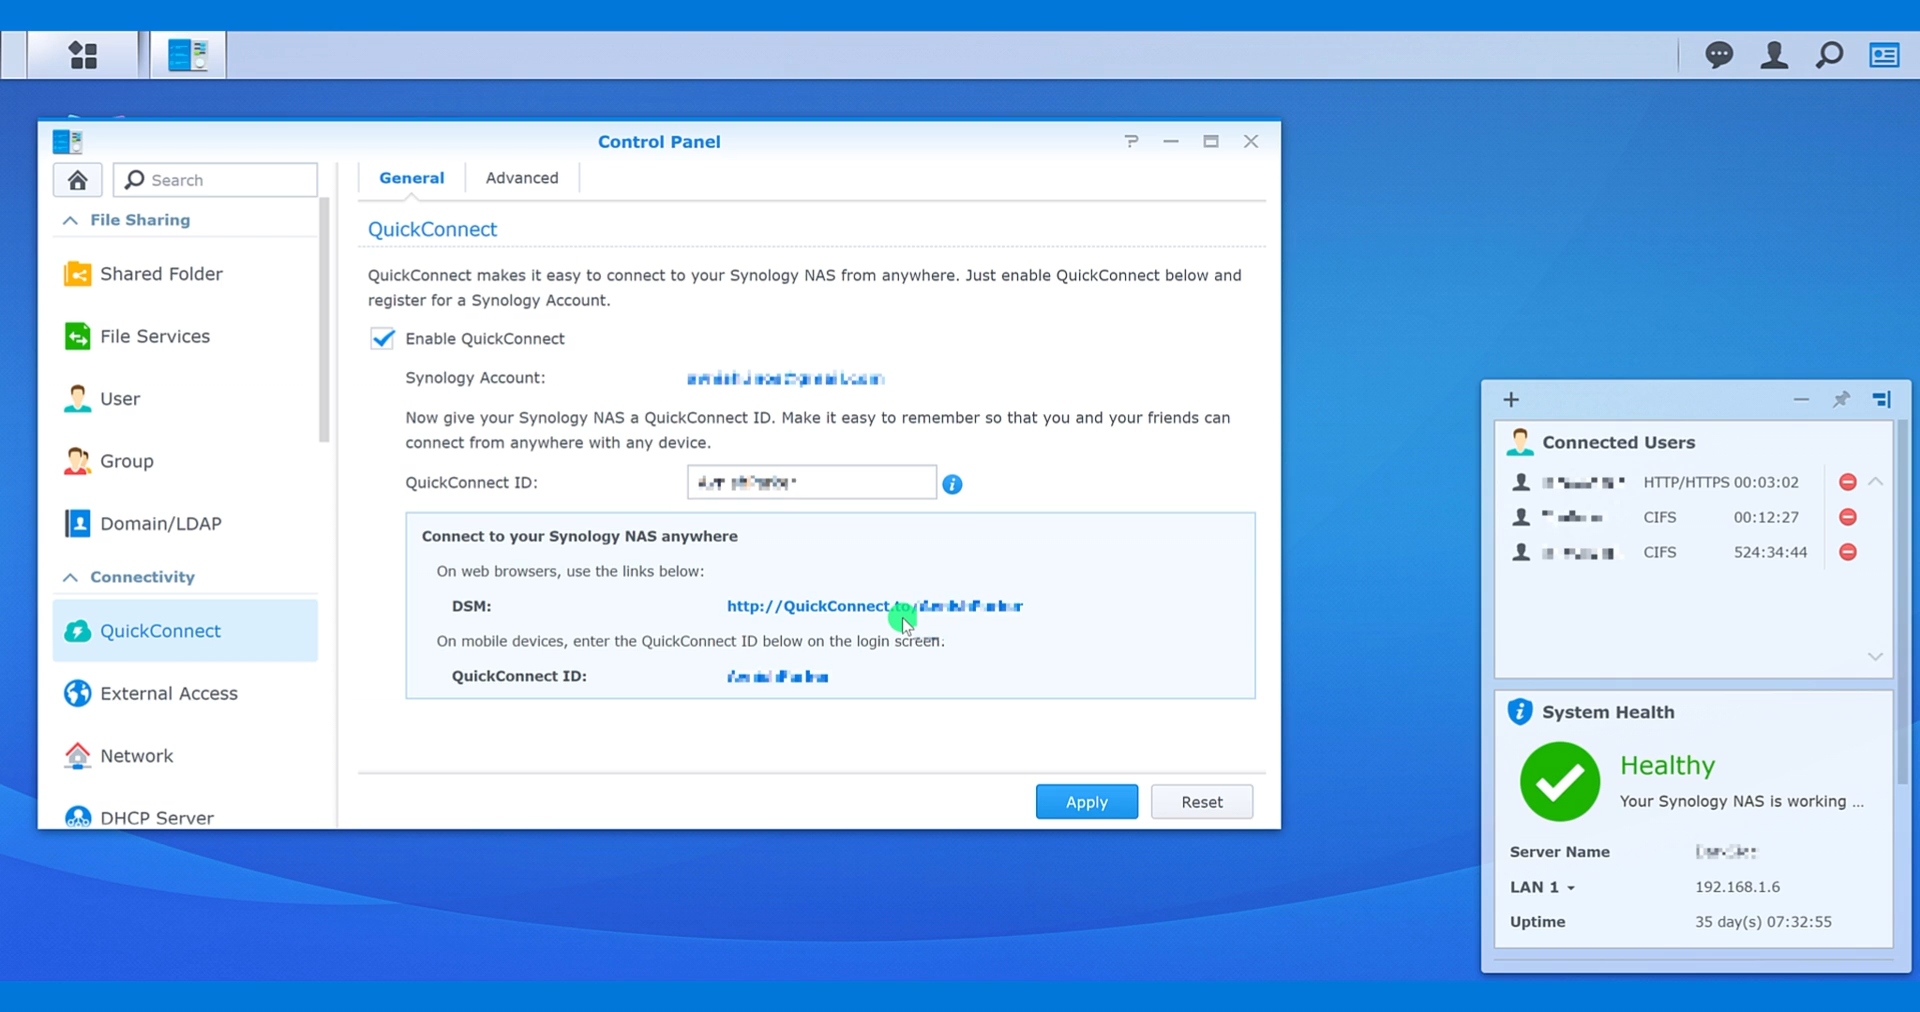 Control Panel
Search
General
Advanced
File Sharing
Shared Folder
File Services
User
Group
Domain/LDAP
Connectivity
QuickConnect
External Access
Network
DHCP Server
QuickConnect
QuickConnect makes it easy to connect to your Synology NAS from anywhere. Just enable QuickConnect below and
register for a Synology Account.
Enable QuickConnect
Synology Account:
Now give your Synology NAS a QuickConnect ID. Make it easy to remember so that you and your friends can
connect from anywhere with any device.
QuickConnect ID:
Connect to your Synology NAS anywhere
On web browsers, use the links below:
DSM: http://QuickConnect.to/
On mobile devices, enter the QuickConnect ID below on the login screen:
QuickConnect ID:
Apply
Reset
Connected Users
HTTP/HTTPS 00:03:02
CIFS 00:12:27
CIFS 524:34:44
System Health
Healthy
Your Synology NAS is working ...
Server Name
LAN 1 192.168.1.6
Uptime 35 day(s) 07:32:55